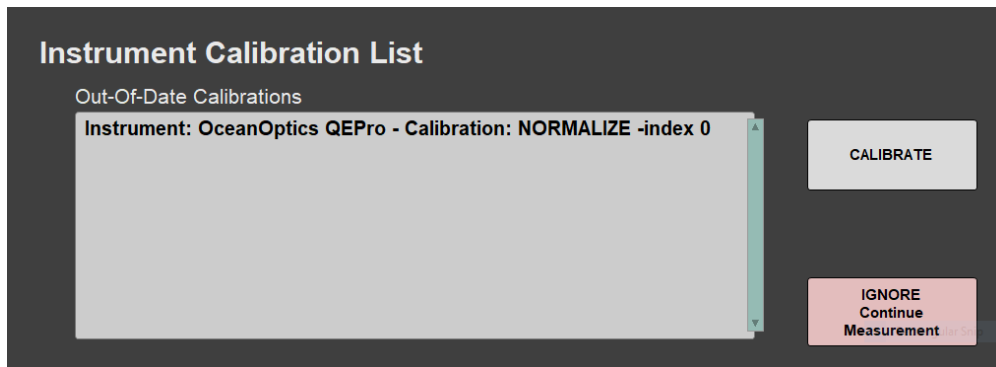 Instrument Calibration List
Out-Of-Date Calibrations
Instrument: OceanOptics QEPro - Calibration: NORMALIZE -index 0
CALIBRATE
IGNORE
Continue
Measurement